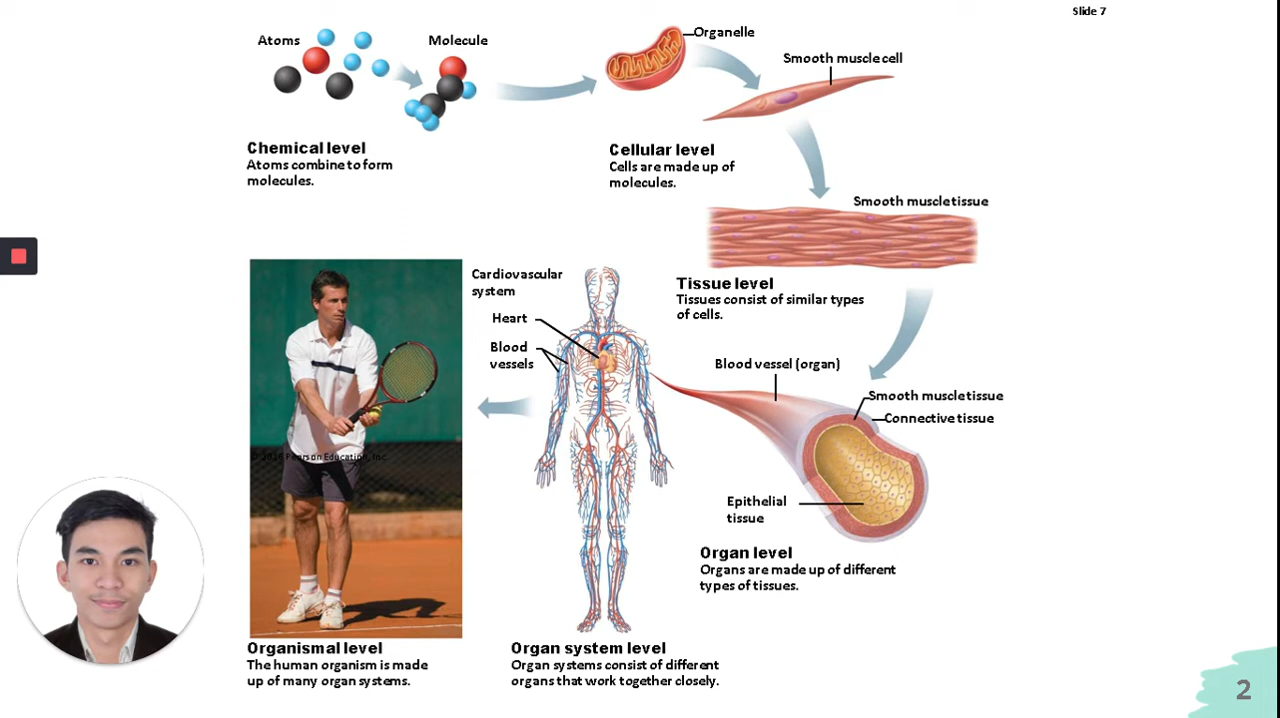 Slide 7
Atoms
Molecule
Organelle
Smooth muscle cell
Chemical level
Atoms combine to form
molecules.
Cellular level
Cells are made up of
molecules.
Smooth muscle tissue
Tissue level
Tissues consist of similar types
of cells.
Cardiovascular
system
Heart
Blood
vessels
Blood vessel (organ)
Smooth muscle tissue
Connective tissue
Epithelial
tissue
Organ level
Organs are made up of different
types of tissues.
Pearson Education, Inc.
Organismal level
The human organism is made
up of many organ systems.
Organ system level
Organ systems consist of different
organs that work together closely.
2